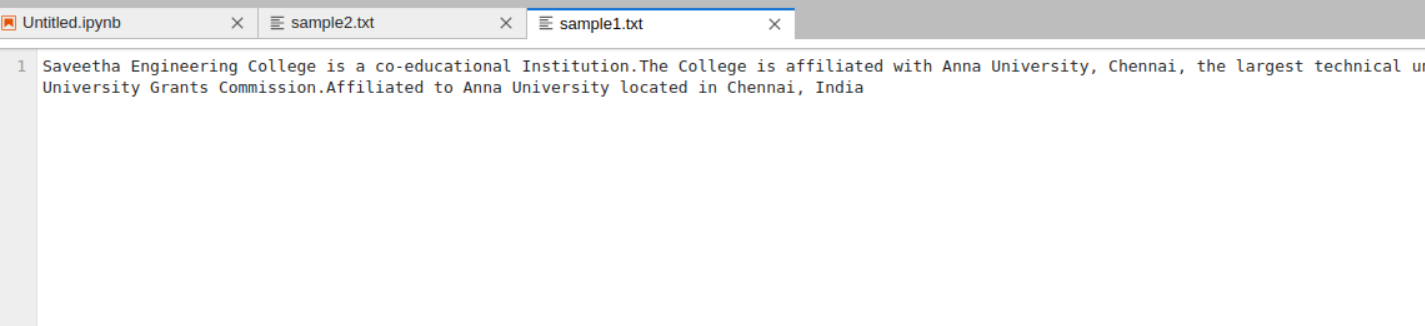 Untitled.ipynb sample2.txt sample1.txt
1 Saveetha Engineering College is a co-educational Institution.The College is affiliated with Anna University, Chennai, the largest technical
University Grants Commission.Affiliated to Anna University located in Chennai, India